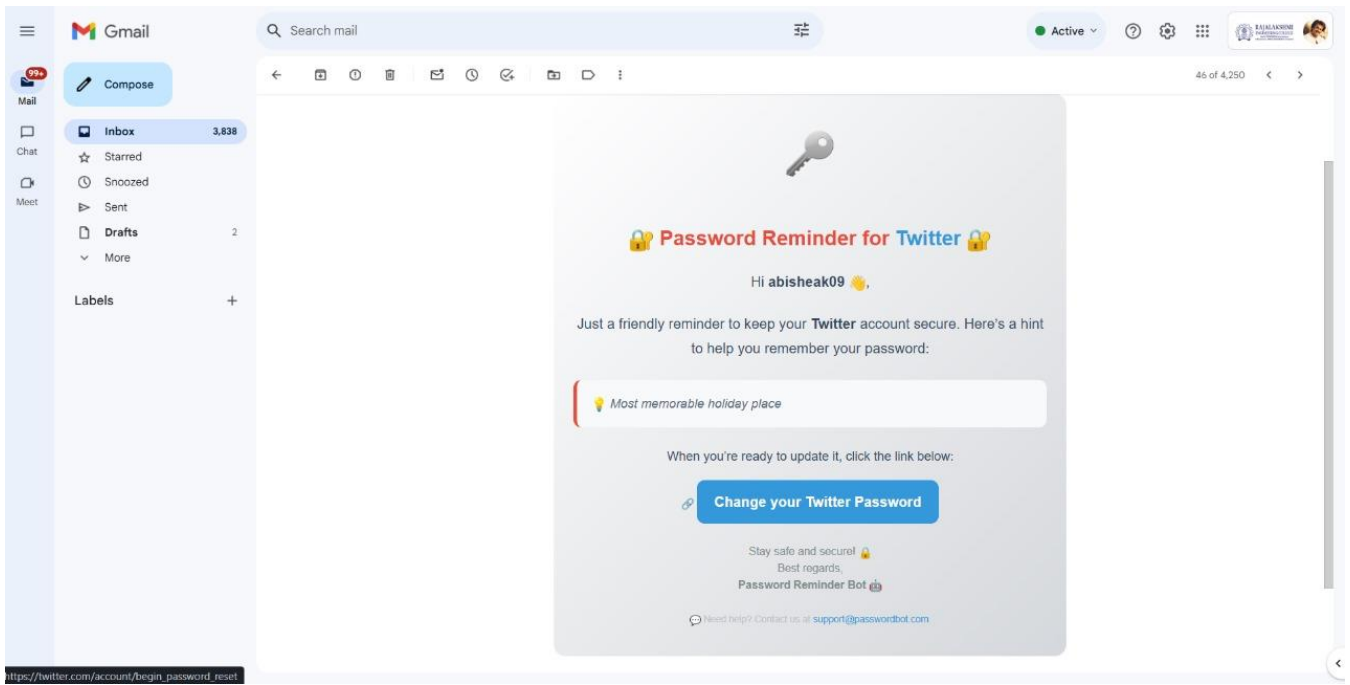 Gmail
Search mail
Active
99+
Mail
Compose
46 of 4,250
Inbox 3,838
Chat
Starred
Snoozed
Meet
Sent
Drafts 2
More
Labels
🔐 Password Reminder for Twitter 🔐
Hi abisheak09 👋,
Just a friendly reminder to keep your Twitter account secure. Here's a hint
to help you remember your password:
💡 Most memorable holiday place
When you're ready to update it, click the link below:
🔗 Change your Twitter Password
Stay safe and secure! 🔒
Best regards,
Password Reminder Bot 🤖
💬 Need help? Contact us at support@passwordbot.com
https://twitter.com/account/begin_password_reset